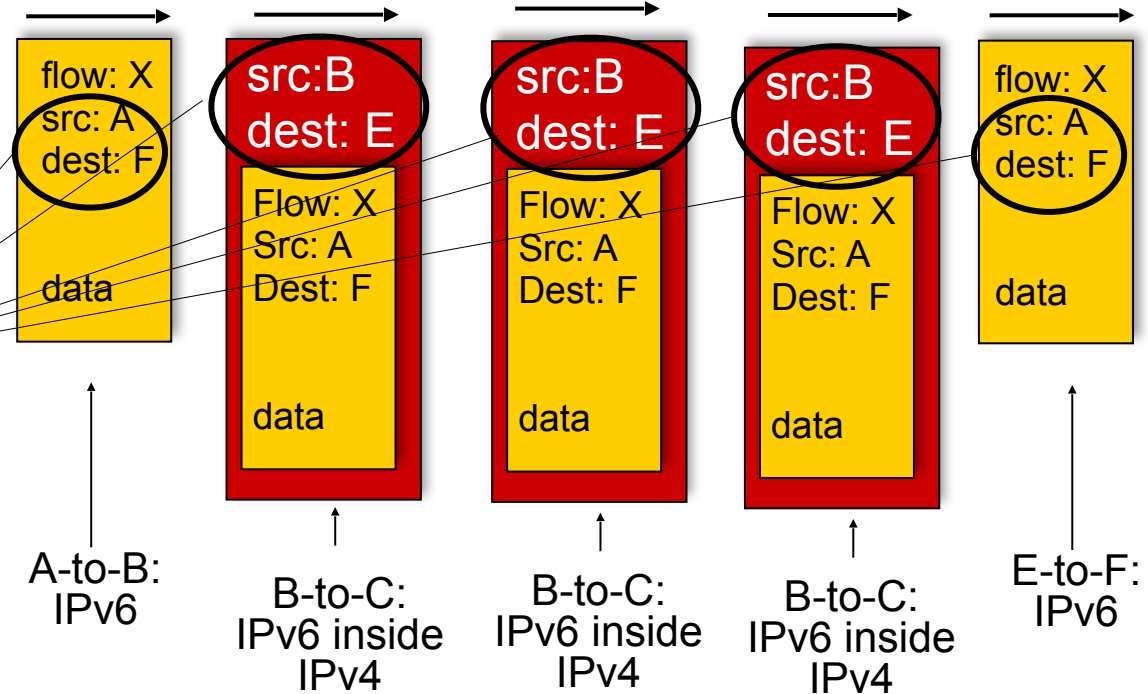 flow: X
src: A
dest: F
data
A-to-B:
IPv6
src:B
dest: E
Flow: X
Src: A
Dest: F
data
B-to-C:
IPv6 inside
IPv4
src:B
dest: E
Flow: X
Src: A
Dest: F
data
B-to-C:
IPv6 inside
IPv4
src:B
dest: E
Flow: X
Src: A
Dest: F
data
B-to-C:
IPv6 inside
IPv4
flow: X
src: A
dest: F
data
E-to-F:
IPv6